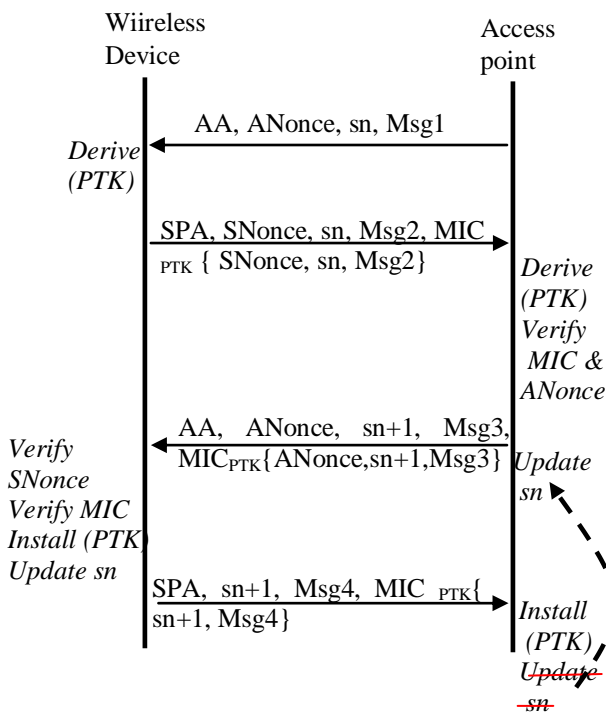 Wiireless
Device
Access
point
AA, ANonce, sn, Msg1
Derive
(PTK)
SPA, SNonce, sn, Msg2, MIC
PTK { SNonce, sn, Msg2}
Derive
(PTK)
Verify
MIC &
ANonce
AA, ANonce, sn+1, Msg3,
MICPTK{ANonce,sn+1,Msg3}
Verify
SNonce
Verify MIC
Install (PTK)
Update sn
Update
sn
SPA, sn+1, Msg4, MIC PTK{
sn+1, Msg4}
Install
(PTK)
Update
sn